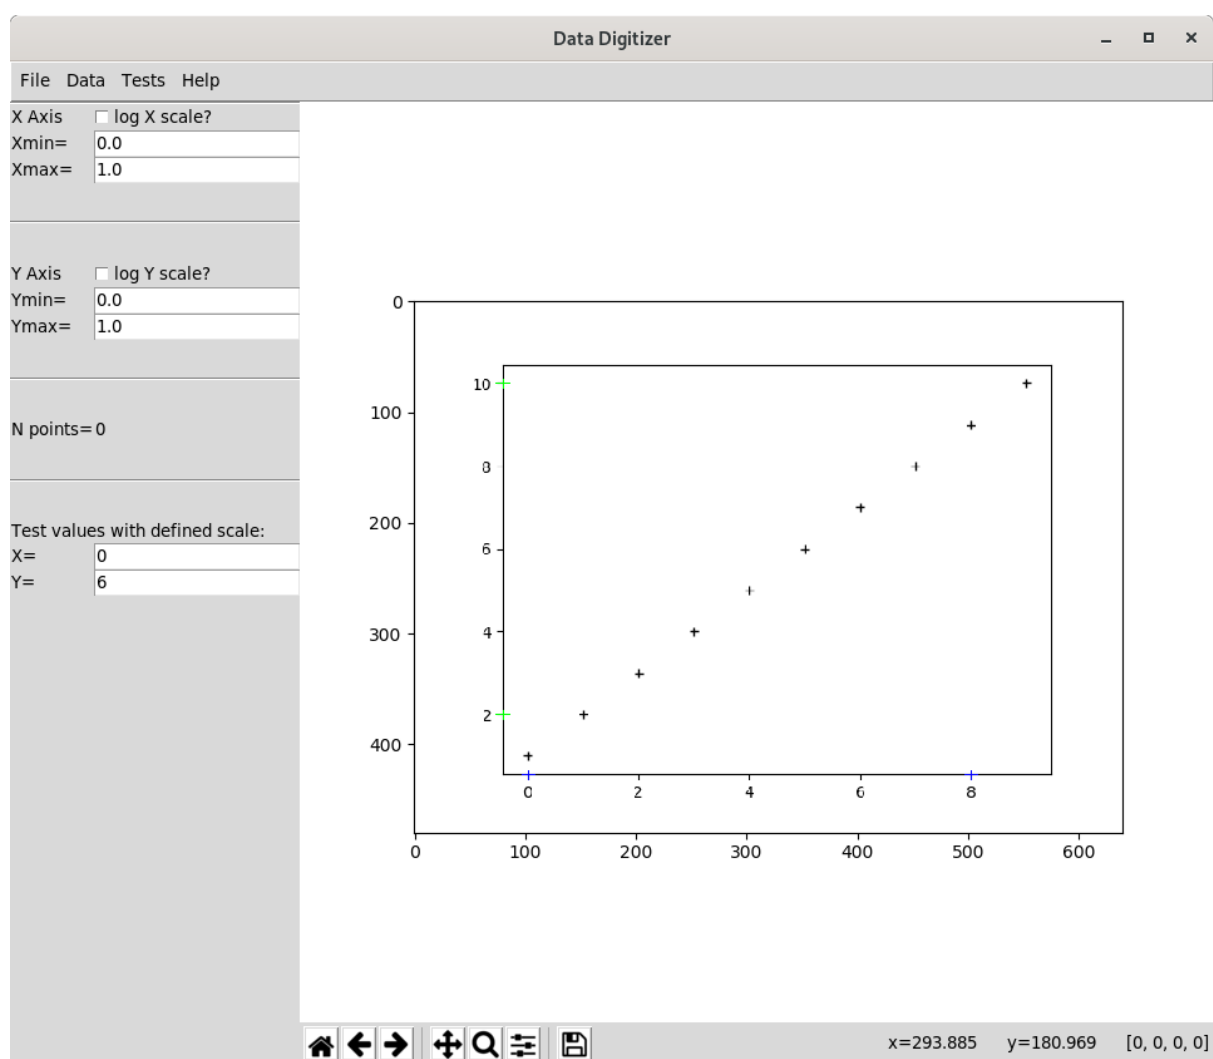 Data Digitizer
File Data Tests Help
X Axis log X scale?
Xmin= 0.0
Xmax= 1.0
Y Axis log Y scale?
Ymin= 0.0
Ymax= 1.0
N points= 0
Test values with defined scale:
X= 0
Y= 6
0
100
200
300
400
10
8
6
4
2
0 2 4 6 8
0 100 200 300 400 500 600
x=293.885 y=180.969 [0, 0, 0, 0]